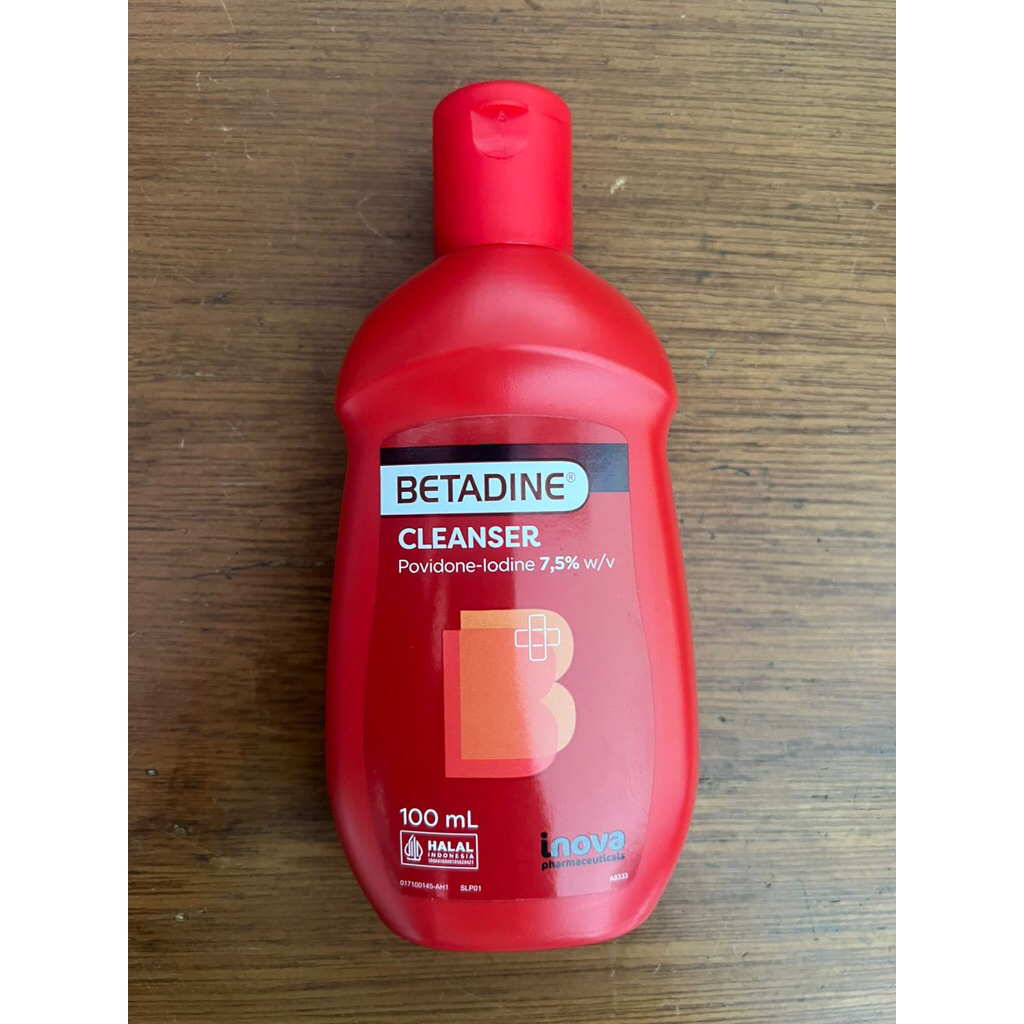 BETADINE®
CLEANSER
Povidone-Iodine 7,5% w/v
100 mL
HALAL
INDONESIA
inova
pharmaceuticals
017100145-AH1 SLP01
A8333